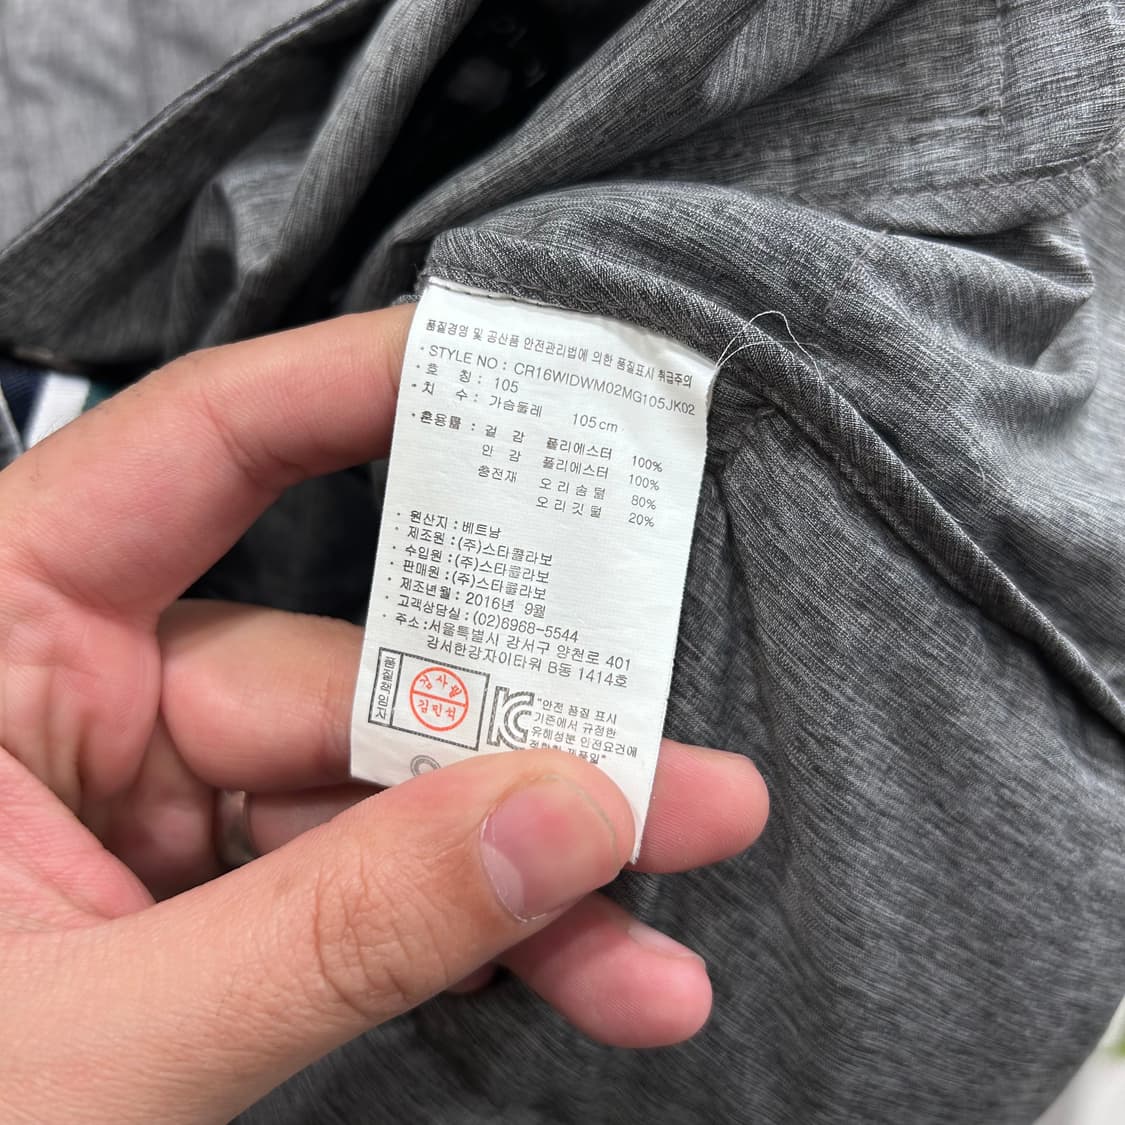 품질경영 및 공산품 안전관리법에 의한 품질표시 취급주의
· STYLE NO : CR16WIDWM02MG105JK02
· 호 칭 : 105
· 치 수 : 가슴둘레 105cm
· 혼용률 : 겉 감 폴리에스터 100%
안 감 폴리에스터 100%
충전재 오리솜털 80%
오리깃털 20%
· 원산지 : 베트남
· 제조원 : (주)스타콜라보
· 수입원 : (주)스타콜라보
· 판매원 : (주)스타콜라보
· 제조년월 : 2016년 9월
· 고객상담실 : (02)6968-5544
· 주소 : 서울특별시 강서구 양천로 401
강서한강자이타워 B동 1414호
품질책임자
검사필
김민석
KC
"안전 품질 표시
기준에서 규정한
유해성분 안전요건에
적합한 제품임"